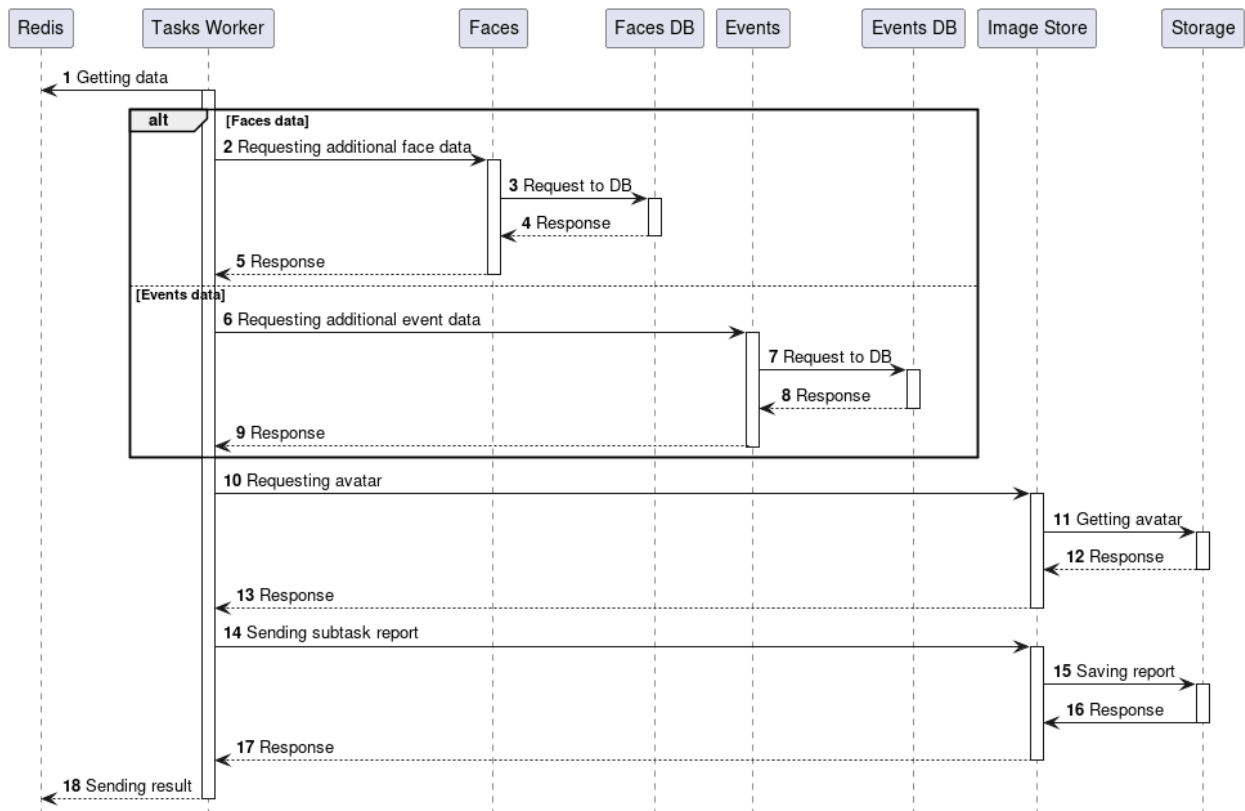 Redis
Tasks Worker
Faces
Faces DB
Events
Events DB
Image Store
Storage
1 Getting data
alt
[Faces data]
2 Requesting additional face data
3 Request to DB
4 Response
5 Response
[Events data]
6 Requesting additional event data
7 Request to DB
8 Response
9 Response
10 Requesting avatar
11 Getting avatar
12 Response
13 Response
14 Sending subtask report
15 Saving report
16 Response
17 Response
18 Sending result